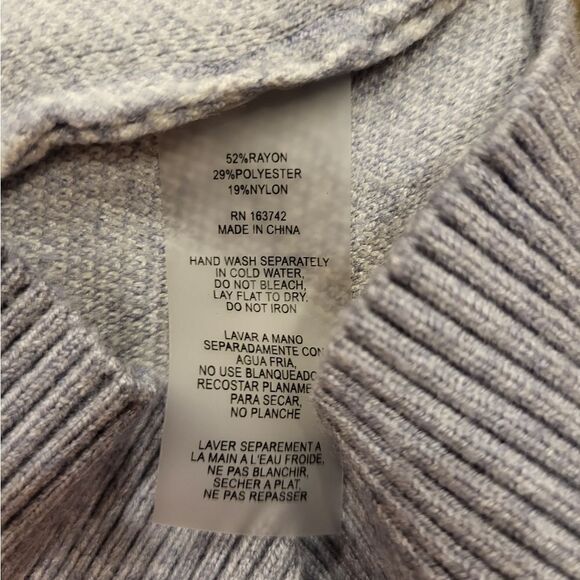 52%RAYON
29%POLYESTER
19%NYLON
RN 163742
MADE IN CHINA
HAND WASH SEPARATELY
IN COLD WATER,
DO NOT BLEACH,
LAY FLAT TO DRY.
DO NOT IRON
LAVAR A MANO
SEPARADAMENTE CON
AGUA FRIA,
NO USE BLANQUEADO
RECOSTAR PLANAME
PARA SECAR,
NO PLANCHE
LAVER SEPAREMENT A
LA MAIN A L'EAU FROIDE,
NE PAS BLANCHIR,
SECHER A PLAT,
NE PAS REPASSER